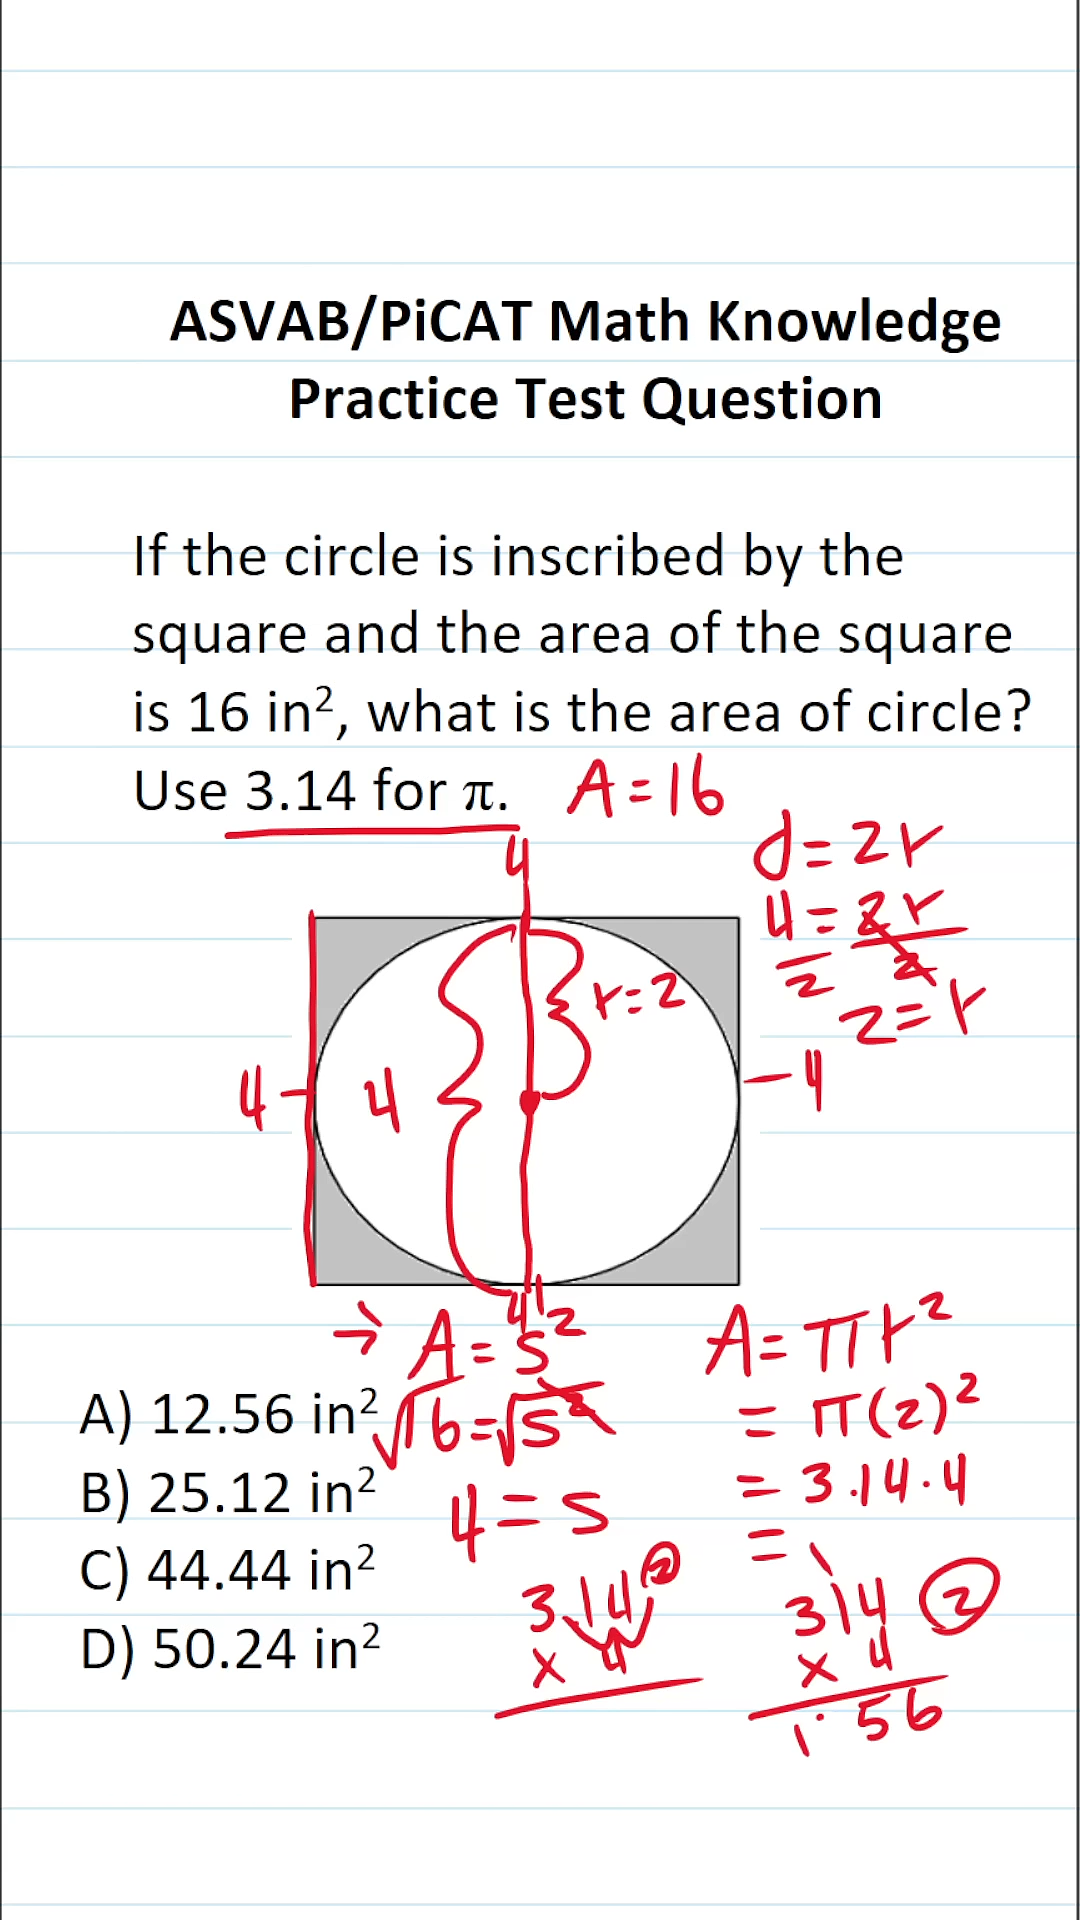 ASVAB/PiCAT Math Knowledge
Practice Test Question
If the circle is inscribed by the
square and the area of the square
is 16 in², what is the area of circle?
Use 3.14 for π.
A=16
d=2r
4
4=2r
2 2
2=r
r=2
4
4
-4
4
→ A=s²
√16=√s²
4=s
A=πr²
=π(2)²
=3.14·4
=
A) 12.56 in²
B) 25.12 in²
C) 44.44 in²
D) 50.24 in²
3.14 2
x 4
1
314 2
x 4
56